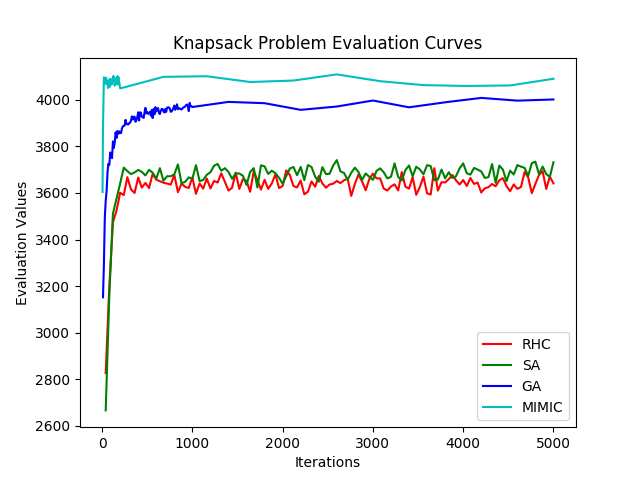 Knapsack Problem Evaluation Curves
Evaluation Values
4000
3800
3600
3400
3200
3000
2800
2600
0 1000 2000 3000 4000 5000
Iterations
RHC
SA
GA
MIMIC